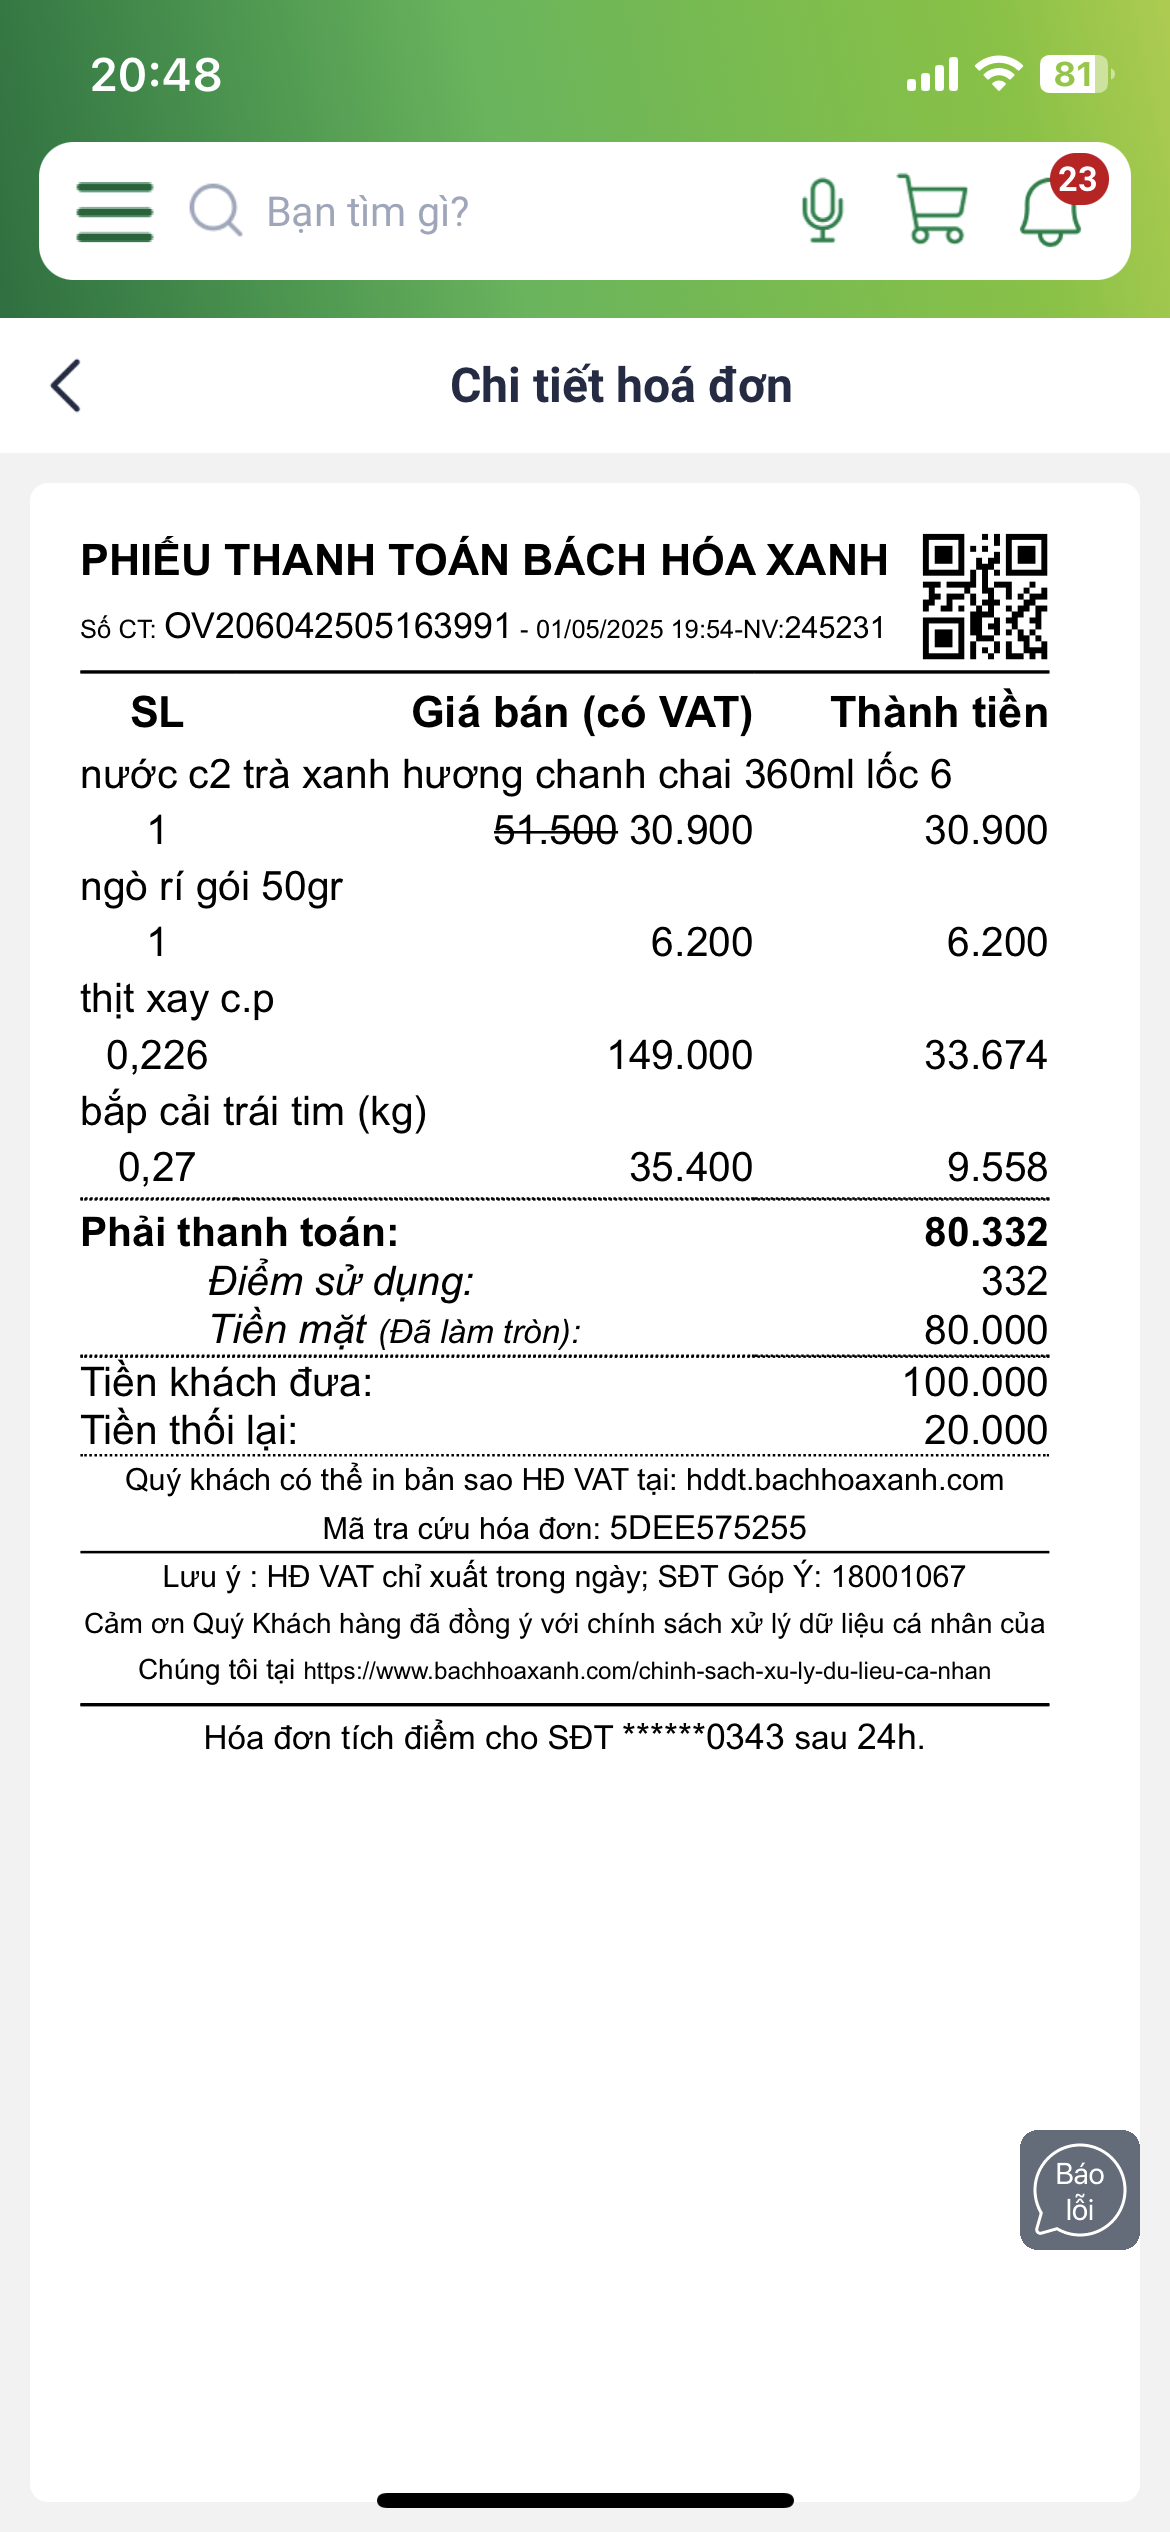 20:48
81
Bạn tìm gì?
23
Chi tiết hoá đơn
PHIẾU THANH TOÁN BÁCH HÓA XANH
Số CT: OV206042505163991 - 01/05/2025 19:54-NV:245231
SL Giá bán (có VAT) Thành tiền
nước c2 trà xanh hương chanh chai 360ml lốc 6
1 51.500 30.900 30.900
ngò rí gói 50gr
1 6.200 6.200
thịt xay c.p
0,226 149.000 33.674
bắp cải trái tim (kg)
0,27 35.400 9.558
Phải thanh toán: 80.332
Điểm sử dụng: 332
Tiền mặt (Đã làm tròn): 80.000
Tiền khách đưa: 100.000
Tiền thối lại: 20.000
Quý khách có thể in bản sao HĐ VAT tại: hddt.bachhoaxanh.com
Mã tra cứu hóa đơn: 5DEE575255
Lưu ý : HĐ VAT chỉ xuất trong ngày; SĐT Góp Ý: 18001067
Cảm ơn Quý Khách hàng đã đồng ý với chính sách xử lý dữ liệu cá nhân của
Chúng tôi tại https://www.bachhoaxanh.com/chinh-sach-xu-ly-du-lieu-ca-nhan
Hóa đơn tích điểm cho SĐT ******0343 sau 24h.
Báo
lỗi